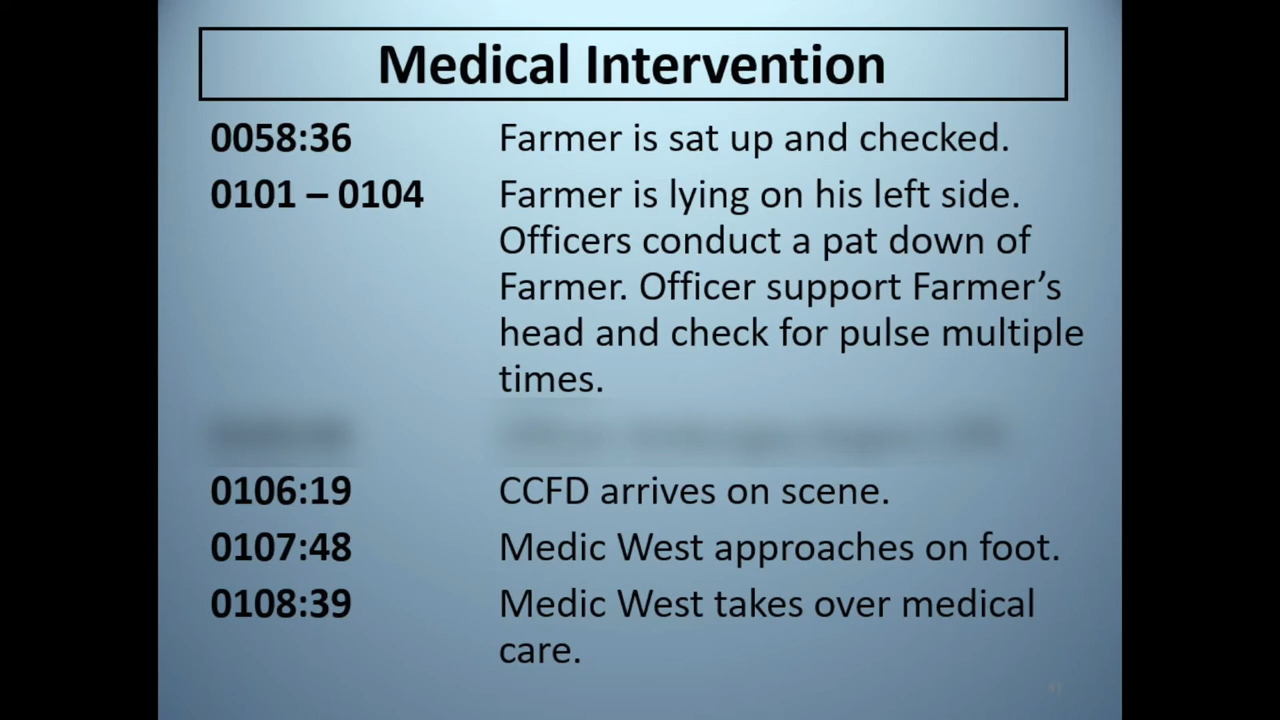 Medical Intervention
0058:36 Farmer is sat up and checked.
0101 – 0104 Farmer is lying on his left side.
Officers conduct a pat down of
Farmer. Officer support Farmer’s
head and check for pulse multiple
times.
0106:19 CCFD arrives on scene.
0107:48 Medic West approaches on foot.
0108:39 Medic West takes over medical
care.